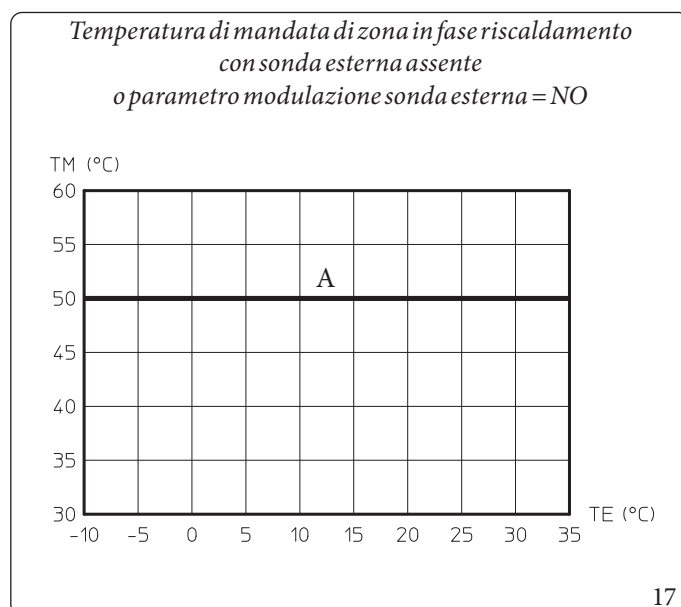 Temperatura di mandata di zona in fase riscaldamento
con sonda esterna assente
o parametro modulazione sonda esterna = NO
TM (°C)
60
55
A
50
45
40
35
30
TE (°C)
-10 -5 0 5 10 15 20 25 30 35
17